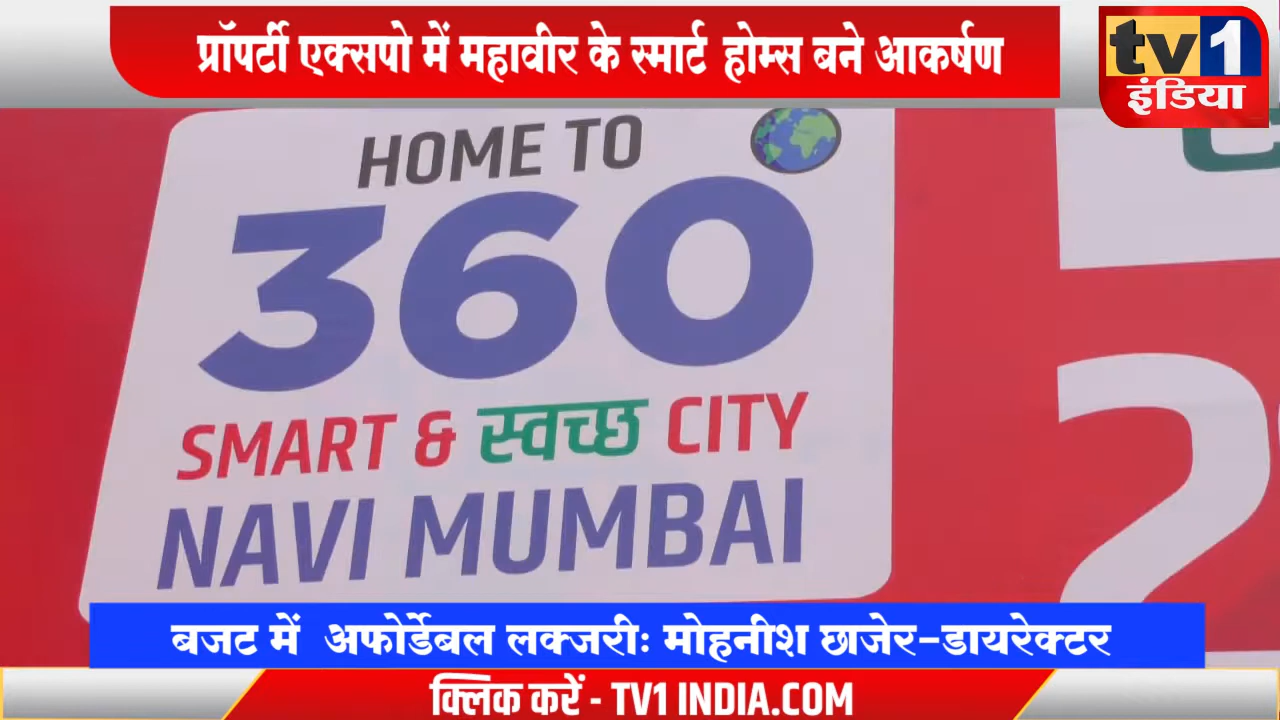 प्रॉपर्टी एक्सपो में महावीर के स्मार्ट होम्स बने आकर्षण
tv1
इंडिया
HOME TO
360
SMART & स्वच्छ CITY
NAVI MUMBAI
2
बजट में अफोर्डेबल लक्जरीः मोहनीश छाजेर-डायरेक्टर
क्लिक करें - TV1 INDIA.COM